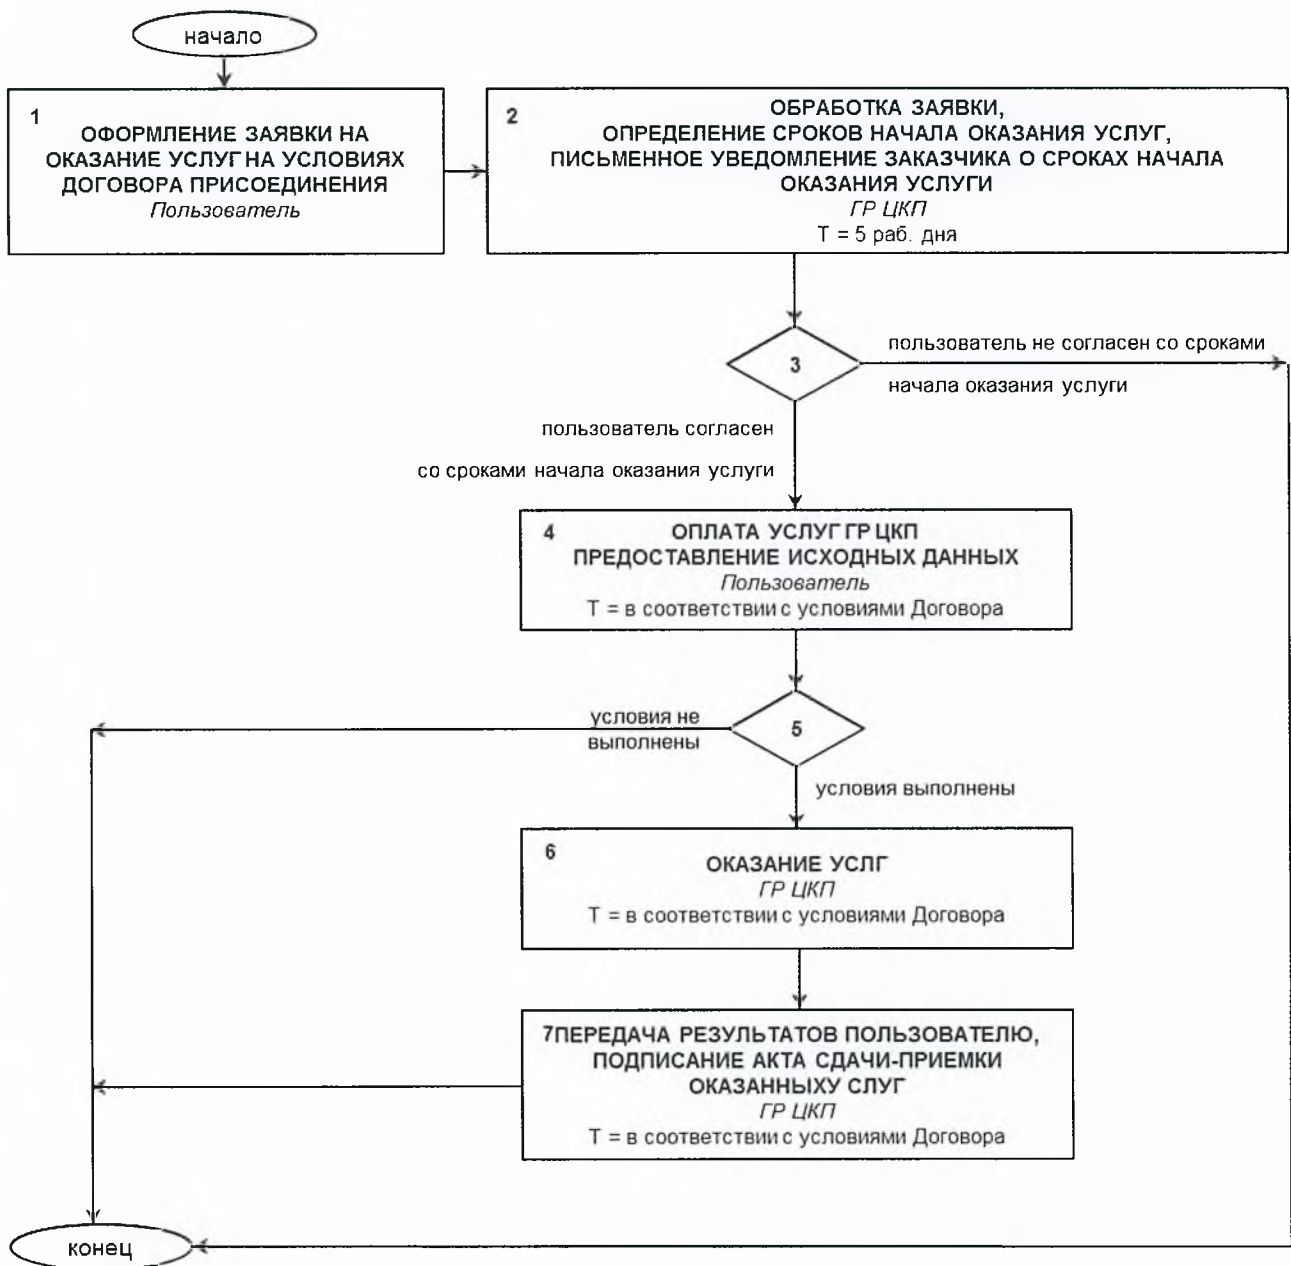 начало
1
ОФОРМЛЕНИЕ ЗАЯВКИ НА
ОКАЗАНИЕ УСЛУГ НА УСЛОВИЯХ
ДОГОВОРА ПРИСОЕДИНЕНИЯ
Пользователь
2
ОБРАБОТКА ЗАЯВКИ,
ОПРЕДЕЛЕНИЕ СРОКОВ НАЧАЛА ОКАЗАНИЯ УСЛУГ,
ПИСЬМЕННОЕ УВЕДОМЛЕНИЕ ЗАКАЗЧИКА О СРОКАХ НАЧАЛА
ОКАЗАНИЯ УСЛУГИ
ГР ЦКП
Т = 5 раб. дня
3
пользователь не согласен со сроками
начала оказания услуги
пользователь согласен
со сроками начала оказания услуги
4
ОПЛАТА УСЛУГ ГР ЦКП
ПРЕДОСТАВЛЕНИЕ ИСХОДНЫХ ДАННЫХ
Пользователь
Т = в соответствии с условиями Договора
5
условия не
выполнены
условия выполнены
6
ОКАЗАНИЕ УСЛГ
ГР ЦКП
Т = в соответствии с условиями Договора
7ПЕРЕДАЧА РЕЗУЛЬТАТОВ ПОЛЬЗОВАТЕЛЮ,
ПОДПИСАНИЕ АКТА СДАЧИ-ПРИЕМКИ
ОКАЗАННЫХУ СЛУГ
ГР ЦКП
Т = в соответствии с условиями Договора
конец